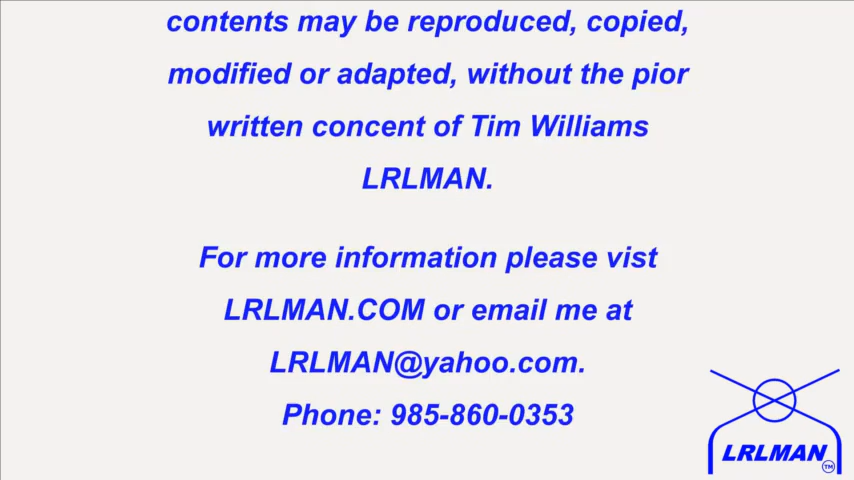 contents may be reproduced, copied,
modified or adapted, without the pior
written concent of Tim Williams
LRLMAN.
For more information please vist
LRLMAN.COM or email me at
LRLMAN@yahoo.com.
Phone: 985-860-0353
LRLMAN
TM